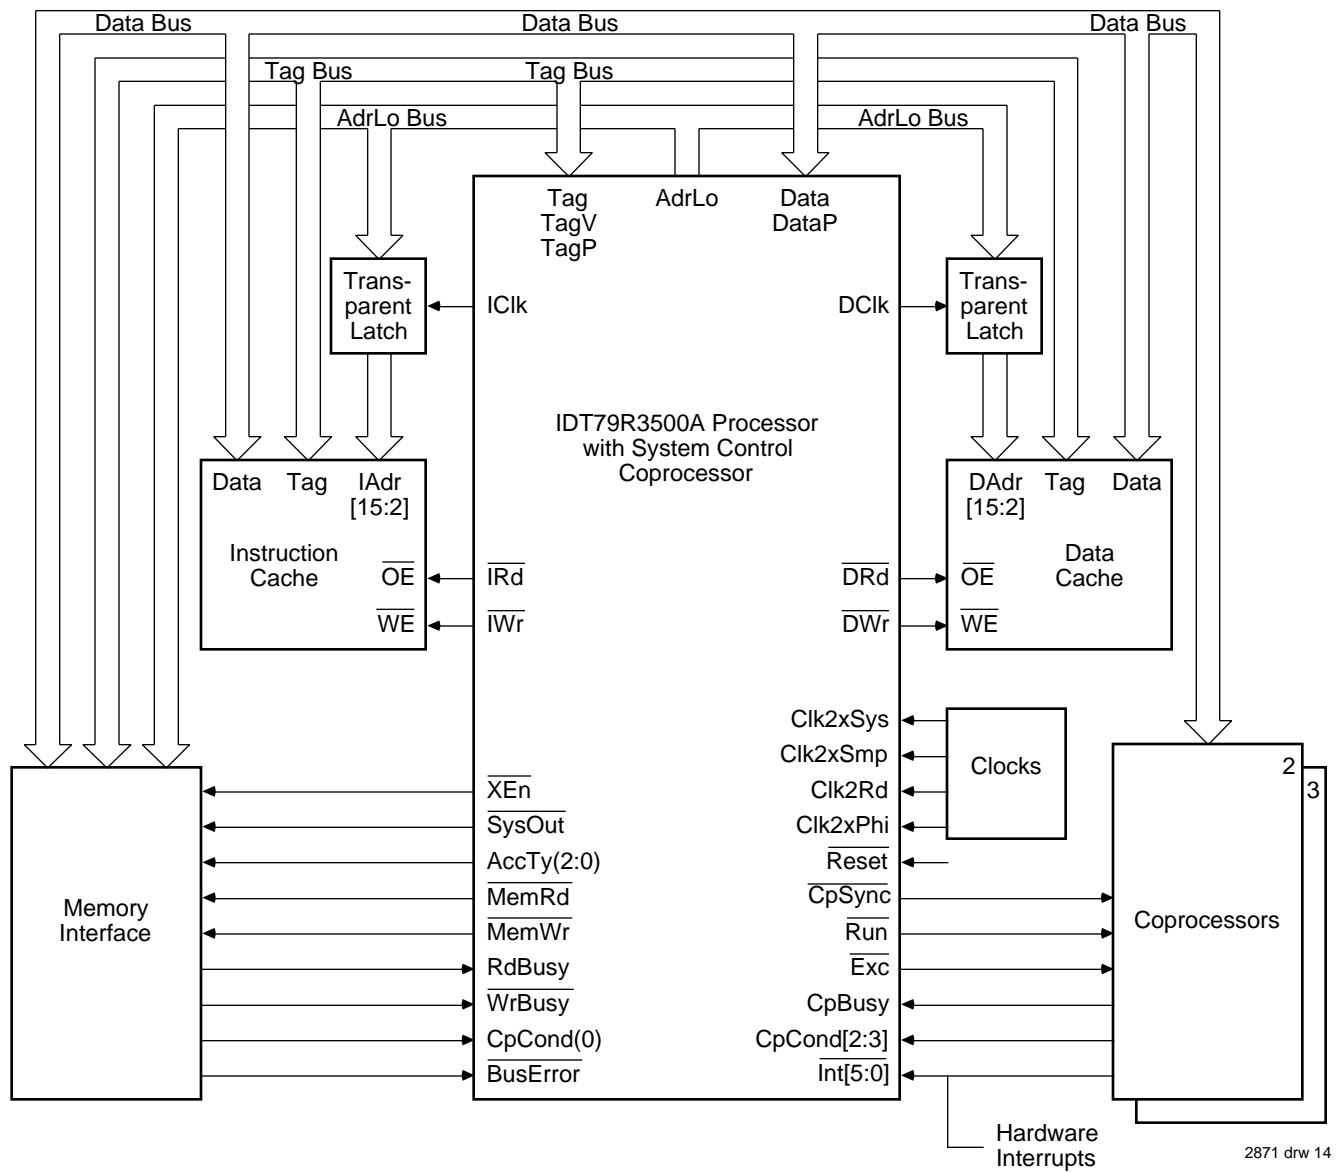 Data Bus
Data Bus
Data Bus
Tag Bus
Tag Bus
AdrLo Bus
AdrLo Bus
Tag
TagV
TagP
AdrLo
Data
DataP
Trans-
parent
Latch
IClk
DClk
Trans-
parent
Latch
IDT79R3500A Processor
with System Control
Coprocessor
Data
Tag
IAdr
[15:2]
Instruction
Cache
OE
WE
IRd
IWr
DRd
DWr
DAdr
[15:2]
Tag
Data
Data
Cache
OE
WE
Clk2xSys
Clk2xSmp
Clk2Rd
Clk2xPhi
Reset
Clocks
Memory
Interface
XEn
SysOut
AccTy(2:0)
MemRd
MemWr
RdBusy
WrBusy
CpCond(0)
BusError
CpSync
Run
Exc
CpBusy
CpCond[2:3]
Int[5:0]
2
3
Coprocessors
Hardware
Interrupts
2871 drw 14